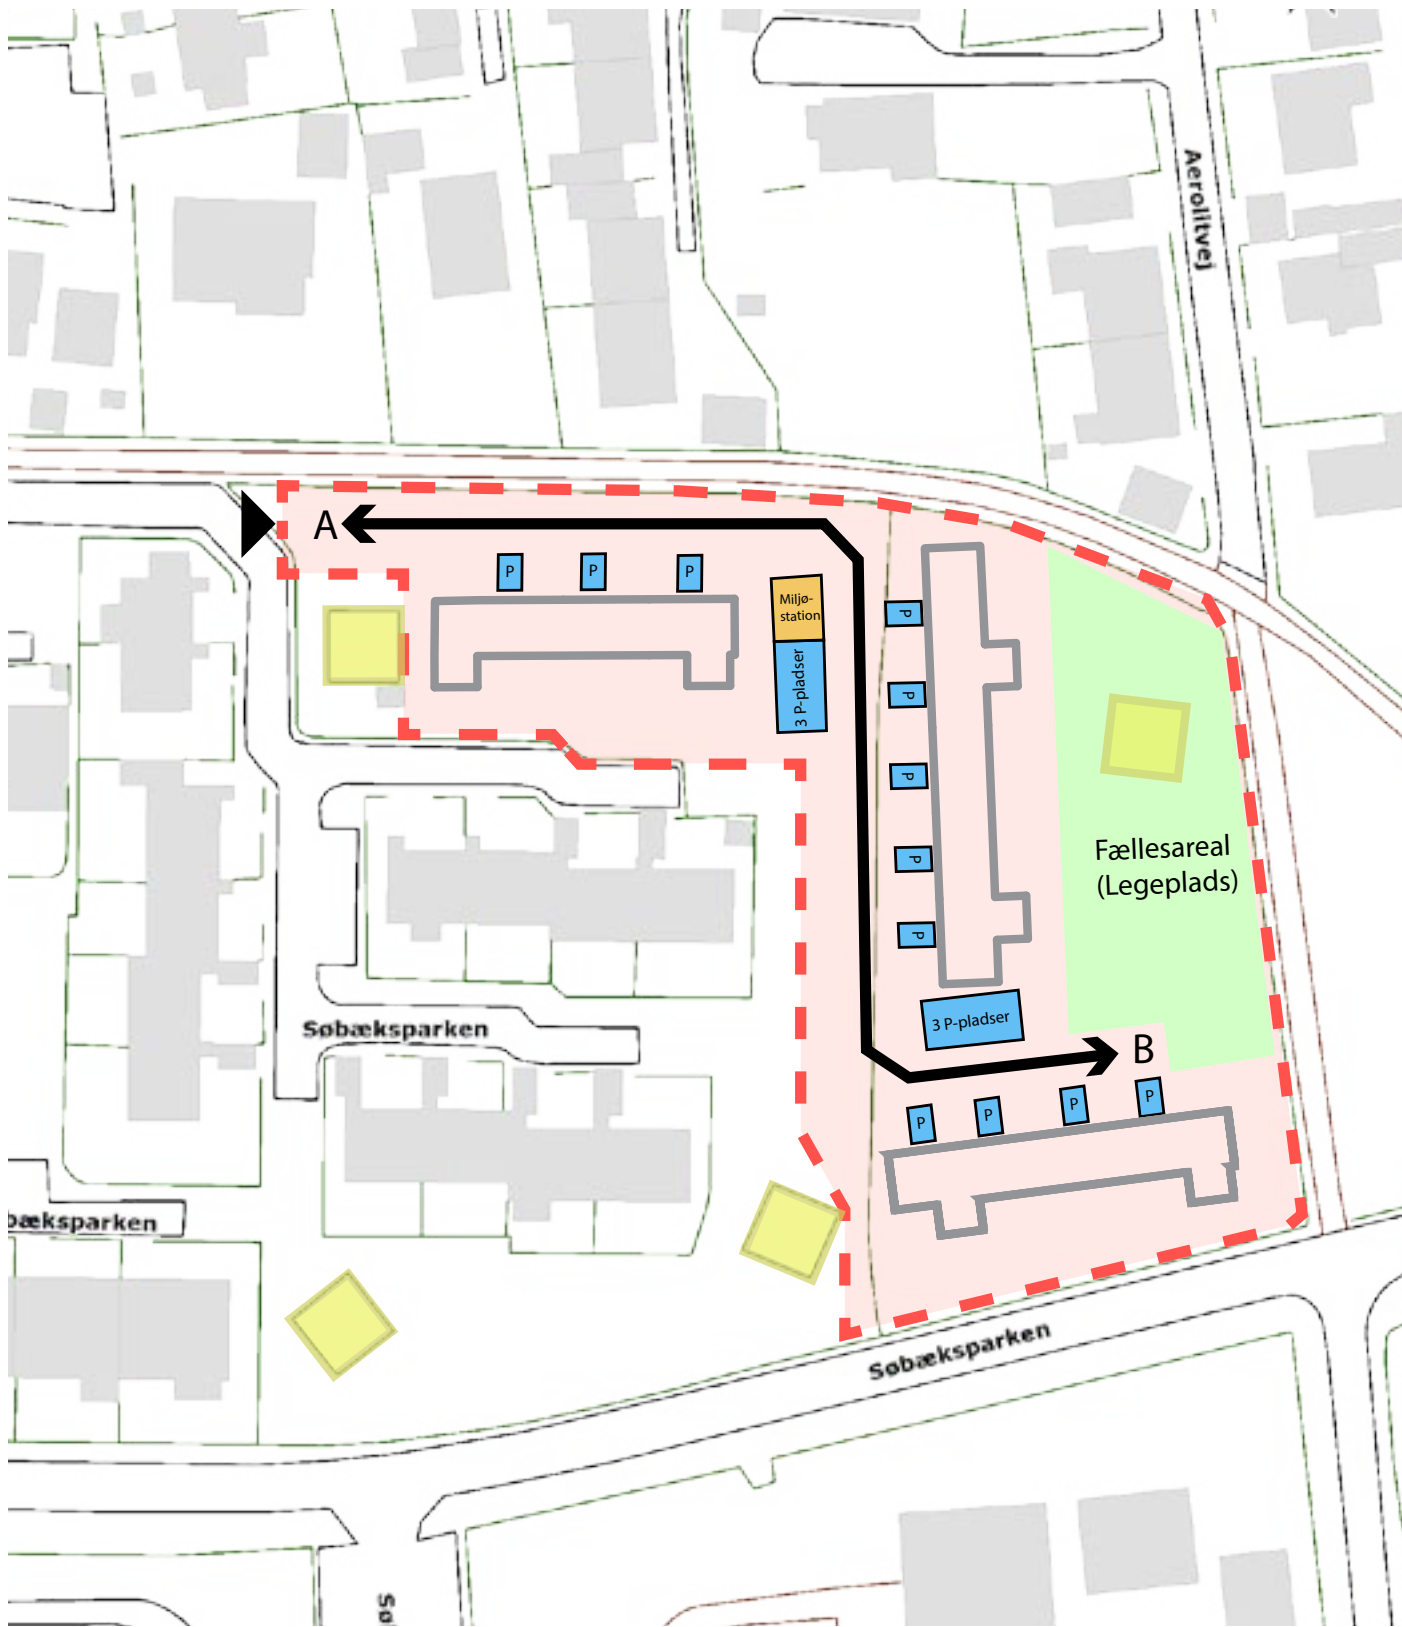 Aerolitvej
A
P
P
P
Miljø-
station
3 P-pladser
P
P
P
P
P
Fællesareal
(Legeplads)
3 P-pladser
B
P
P
P
P
Søbæksparken
bæksparken
Søbæksparken
Sø